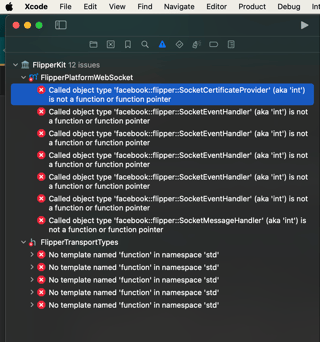 Xcode File Edit View Find Navigate Editor Product Debug In
FlipperKit 12 issues
FlipperPlatformWebSocket
Called object type 'facebook::flipper::SocketCertificateProvider' (aka 'int')
is not a function or function pointer
Called object type 'facebook::flipper::SocketEventHandler' (aka 'int') is not
a function or function pointer
Called object type 'facebook::flipper::SocketEventHandler' (aka 'int') is not
a function or function pointer
Called object type 'facebook::flipper::SocketEventHandler' (aka 'int') is not
a function or function pointer
Called object type 'facebook::flipper::SocketEventHandler' (aka 'int') is not
a function or function pointer
Called object type 'facebook::flipper::SocketEventHandler' (aka 'int') is not
a function or function pointer
Called object type 'facebook::flipper::SocketMessageHandler' (aka 'int') is
not a function or function pointer
FlipperTransportTypes
No template named 'function' in namespace 'std'
No template named 'function' in namespace 'std'
No template named 'function' in namespace 'std'
No template named 'function' in namespace 'std'
No template named 'function' in namespace 'std'